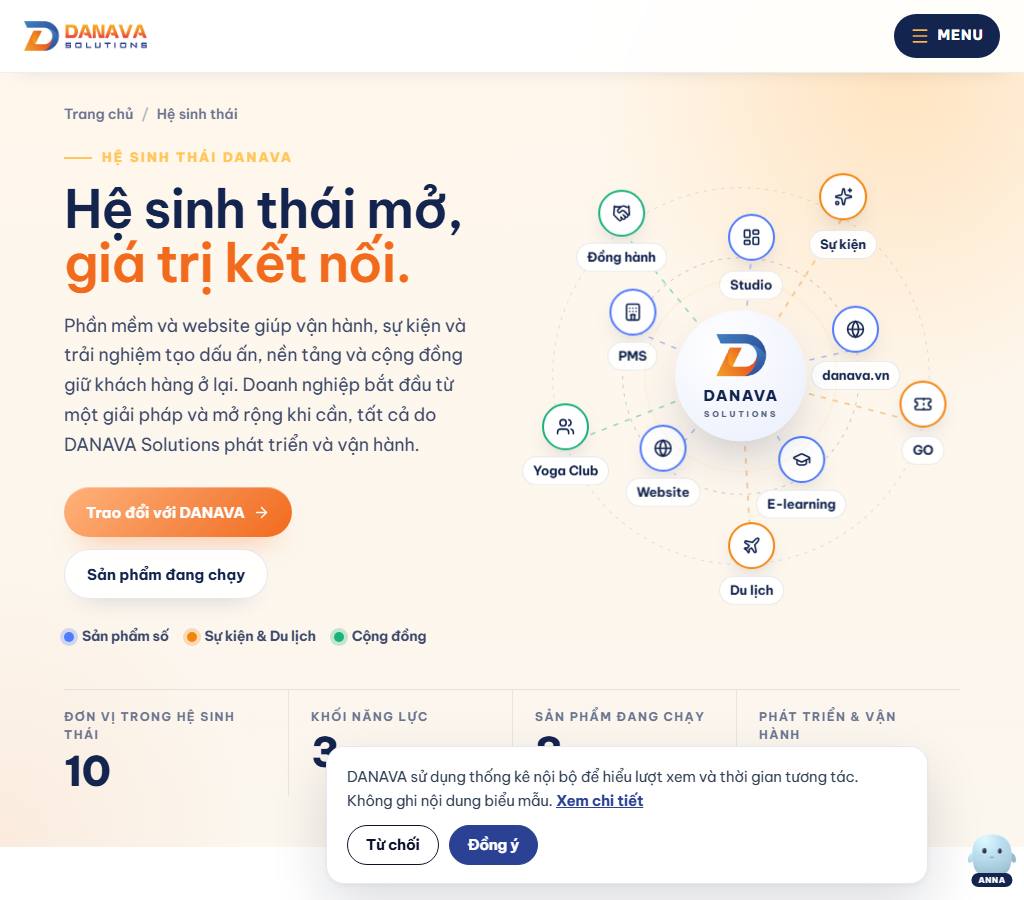 DANAVA
SOLUTIONS
MENU
Trang chủ / Hệ sinh thái
HỆ SINH THÁI DANAVA
Hệ sinh thái mở,
giá trị kết nối.
Phần mềm và website giúp vận hành, sự kiện và
trải nghiệm tạo dấu ấn, nền tảng và cộng đồng
giữ khách hàng ở lại. Doanh nghiệp bắt đầu từ
một giải pháp và mở rộng khi cần, tất cả do
DANAVA Solutions phát triển và vận hành.
Trao đổi với DANAVA
Sản phẩm đang chạy
Sản phẩm số
Sự kiện & Du lịch
Cộng đồng
Đồng hành
Studio
Sự kiện
PMS
danava.vn
DANAVA
SOLUTIONS
GO
Yoga Club
Website
E-learning
Du lịch
ĐƠN VỊ TRONG HỆ SINH
THÁI
10
KHỐI NĂNG LỰC
3
SẢN PHẨM ĐANG CHẠY
PHÁT TRIỂN & VẬN
HÀNH
DANAVA sử dụng thống kê nội bộ để hiểu lượt xem và thời gian tương tác.
Không ghi nội dung biểu mẫu. Xem chi tiết
Từ chối
Đồng ý
ANNA